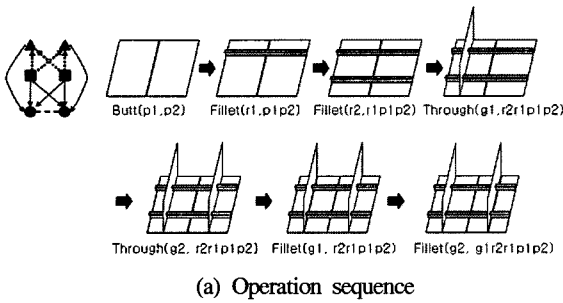 Butt(p1,p2) Fillet(r1,p1p2) Fillet(r2,r1p1p2) Through(g1,r2r1p1p2)
Through(g2, r2r1p1p2) Fillet(g1, r2r1p1p2) Fillet(g2, g1r2r1p1p2)
(a) Operation sequence